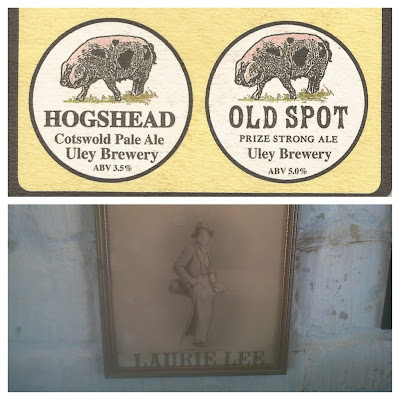 HOGSHEAD
Cotswold Pale Ale
Uley Brewery
ABV 3.5%
OLD SPOT
PRIZE STRONG ALE
Uley Brewery
ABV 5.0%
LAURIE LEE